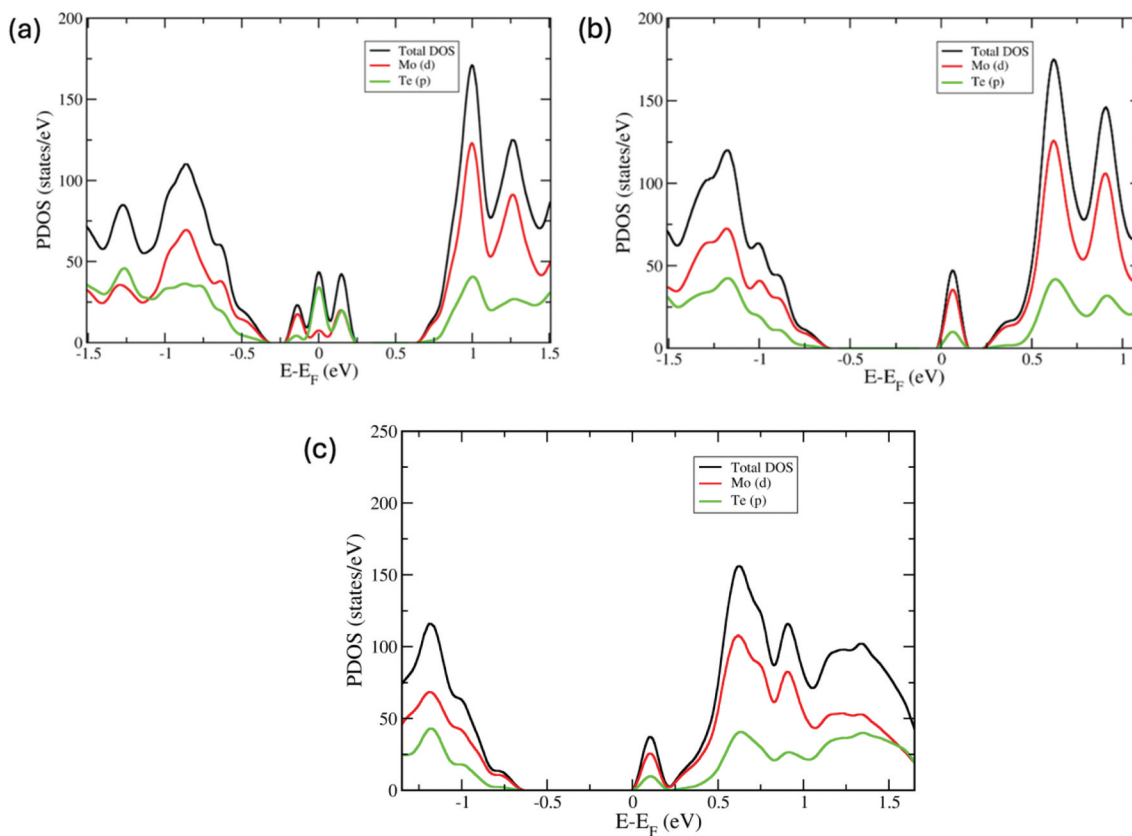 (a)
200
150
100
50
0
PDOS (states/eV)
Total DOS
Mo (d)
Te (p)
-1.5 -1 -0.5 0 0.5 1 1.5
E-E_F (eV)
(b)
200
150
100
50
0
PDOS (states/eV)
Total DOS
Mo (d)
Te (p)
-1.5 -1 -0.5 0 0.5 1
E-E_F (eV)
(c)
250
200
150
100
50
0
PDOS (states/eV)
Total DOS
Mo (d)
Te (p)
-1 -0.5 0 0.5 1 1.5
E-E_F (eV)